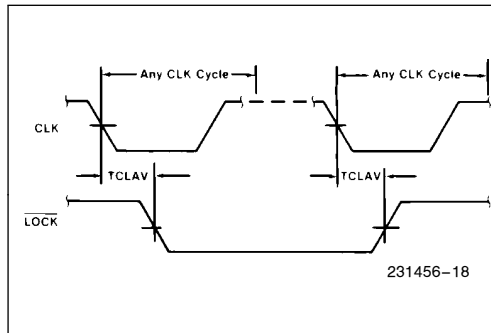 Any CLK Cycle
Any CLK Cycle
CLK
TCLAV
TCLAV
LOCK
231456–18